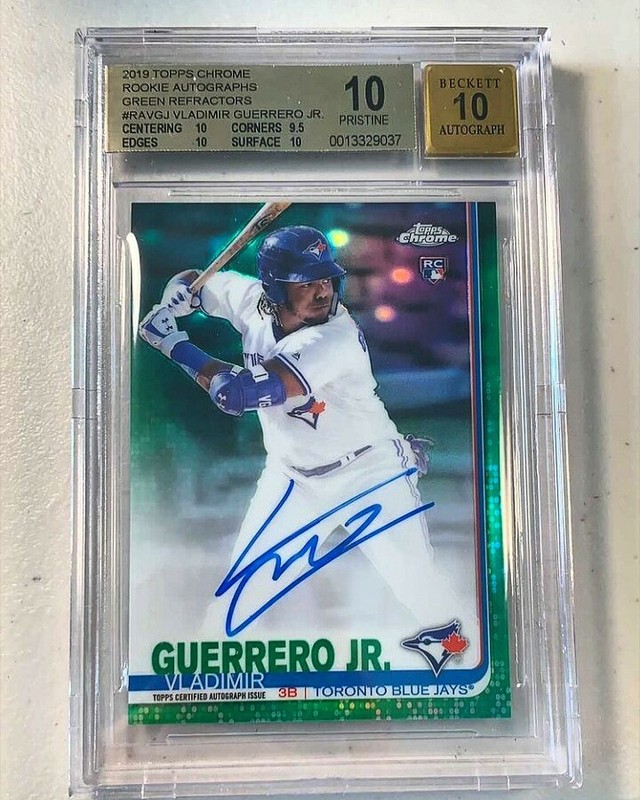 2019 TOPPS CHROME
ROOKIE AUTOGRAPHS
GREEN REFRACTORS
#RAVGJ VLADIMIR GUERRERO JR.
CENTERING 10 CORNERS 9.5
EDGES 10 SURFACE 10
10
PRISTINE
0013329037
BECKETT
10
AUTOGRAPH
Topps
Chrome
RC
VG
GUERRERO JR.
VLADIMIR
TOPPS CERTIFIED AUTOGRAPH ISSUE 3B TORONTO BLUE JAYS®